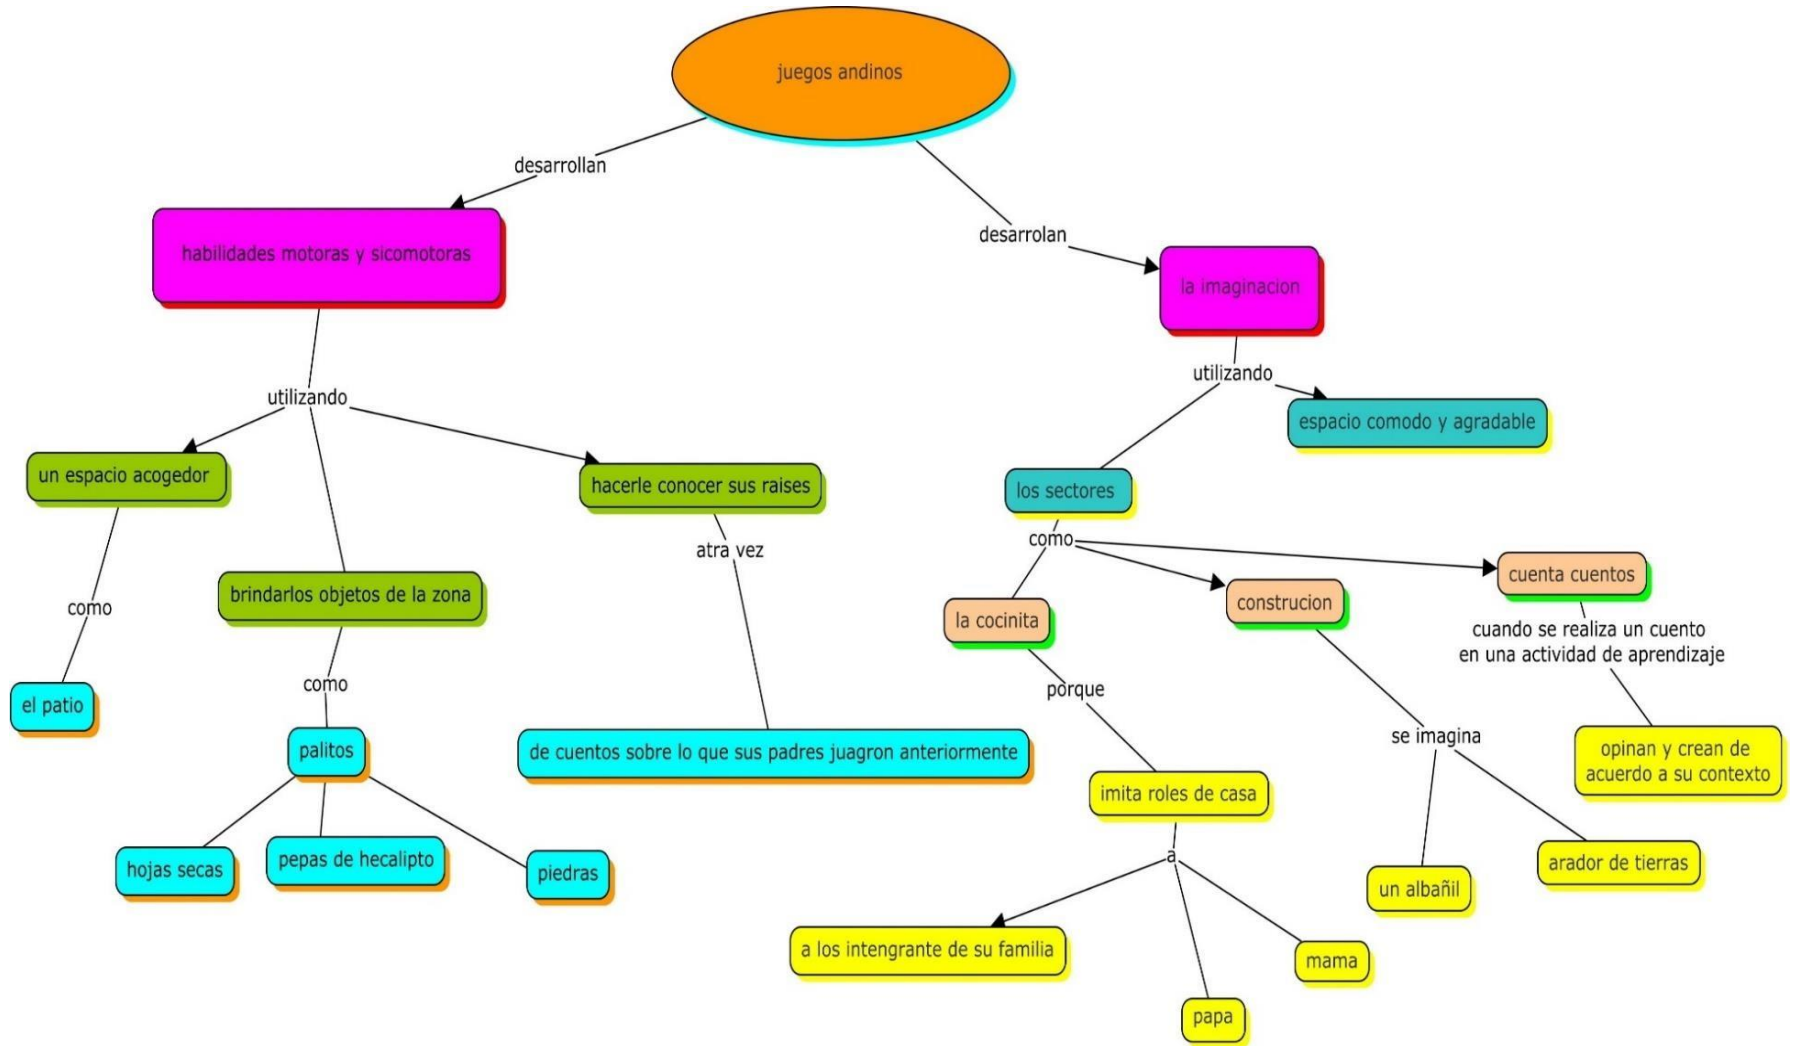 juegos andinos
desarrollan
desarrolan
habilidades motoras y sicomotoras
la imaginacion
utilizando
utilizando
espacio comodo y agradable
un espacio acogedor
hacerle conocer sus raises
los sectores
como
atra vez
cuenta cuentos
brindarlos objetos de la zona
construcion
la cocinita
como
cuando se realiza un cuento
en una actividad de aprendizaje
como
porque
el patio
palitos
de cuentos sobre lo que sus padres juagron anteriormente
se imagina
opinan y crean de
acuerdo a su contexto
imita roles de casa
hojas secas
pepas de hecalipto
piedras
a
un albañil
arador de tierras
a los intengrante de su familia
mama
papa